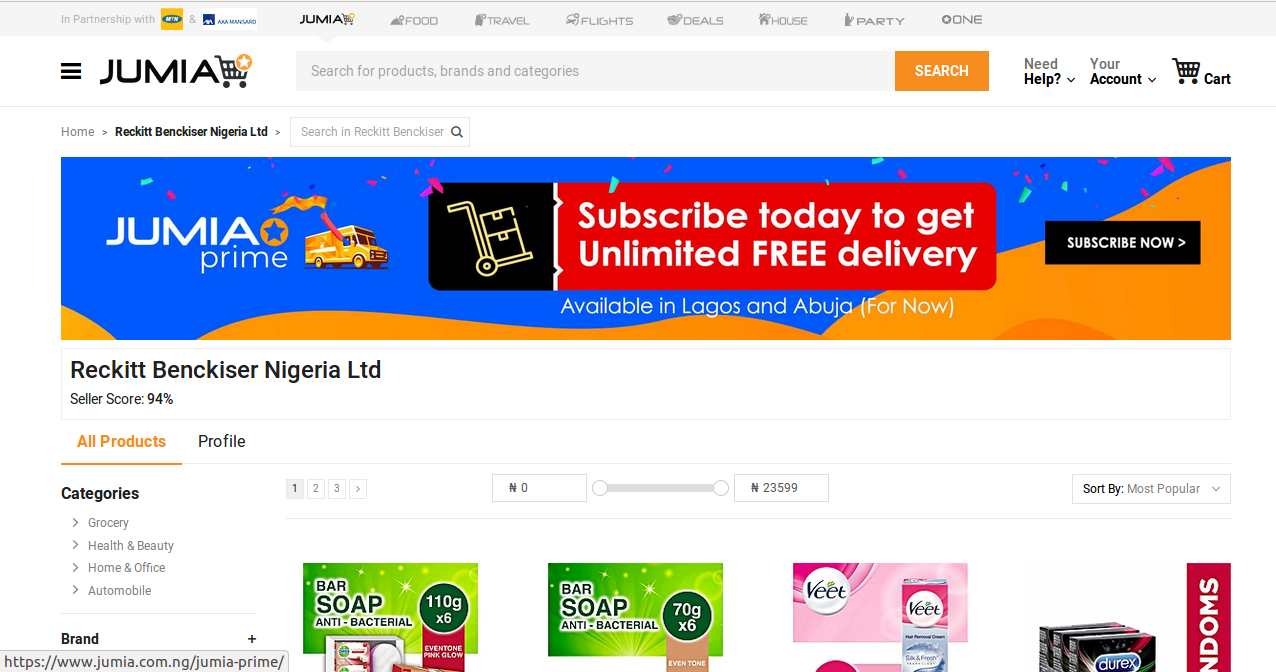 In Partnership with MTN & AXA MANSARD
JUMIA FOOD TRAVEL FLIGHTS DEALS HOUSE PARTY ONE
JUMIA
Search for products, brands and categories
SEARCH
Need Help?
Your Account
Cart
Home > Reckitt Benckiser Nigeria Ltd > Search in Reckitt Benckiser
JUMIA
prime
Subscribe today to get
Unlimited FREE delivery
Available in Lagos and Abuja (For Now)
SUBSCRIBE NOW >
Reckitt Benckiser Nigeria Ltd
Seller Score: 94%
All Products Profile
Categories
Grocery
Health & Beauty
Home & Office
Automobile
Brand +
1 2 3 >
₦ 0
₦ 23599
Sort By: Most Popular
BAR
SOAP
ANTI - BACTERIAL
110g
x6
EVENTONE
PINK GLOW
BAR
SOAP
ANTI - BACTERIAL
70g
x6
EVEN TONE
Veet
Veet
Hair Removal Cream
Silk & Fresh
durex
NDOMS
https://www.jumia.com.ng/jumia-prime/